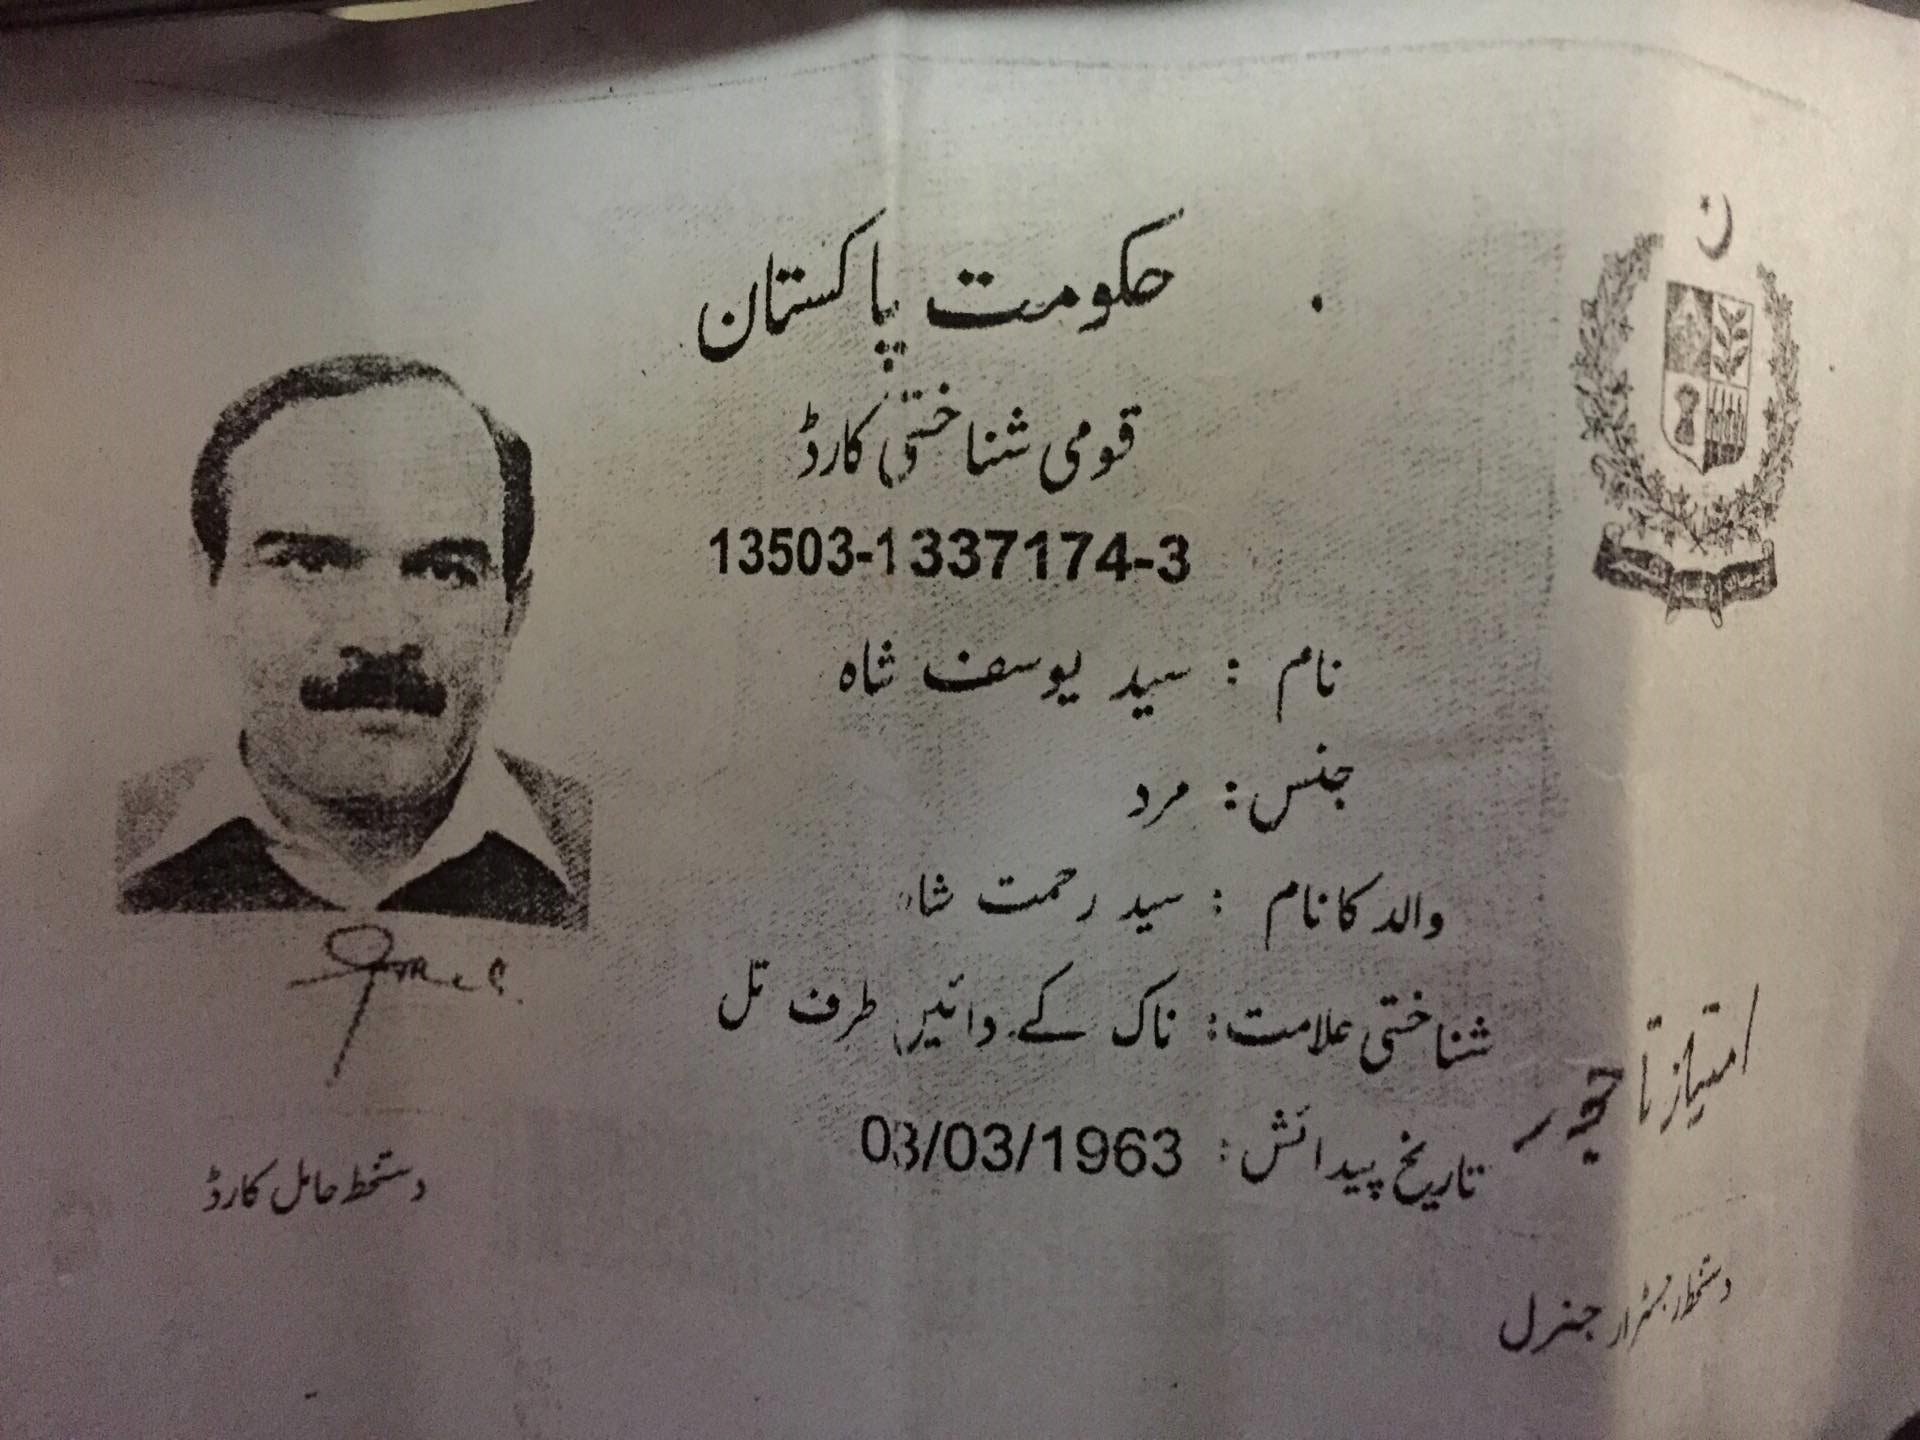 حکومت پاکستان
قومی شناختی کارڈ
13503-1337174-3
نام : سید یوسف شاہ
جنس : مرد
والد کا نام : سید رحمت شاہ
شناختی علامت : ناک کے دائیں طرف تل
تاریخ پیدائش : 03/03/1963
امتیاز تاجور
دستخط حامل کارڈ
دستخط رجسٹرار جنرل